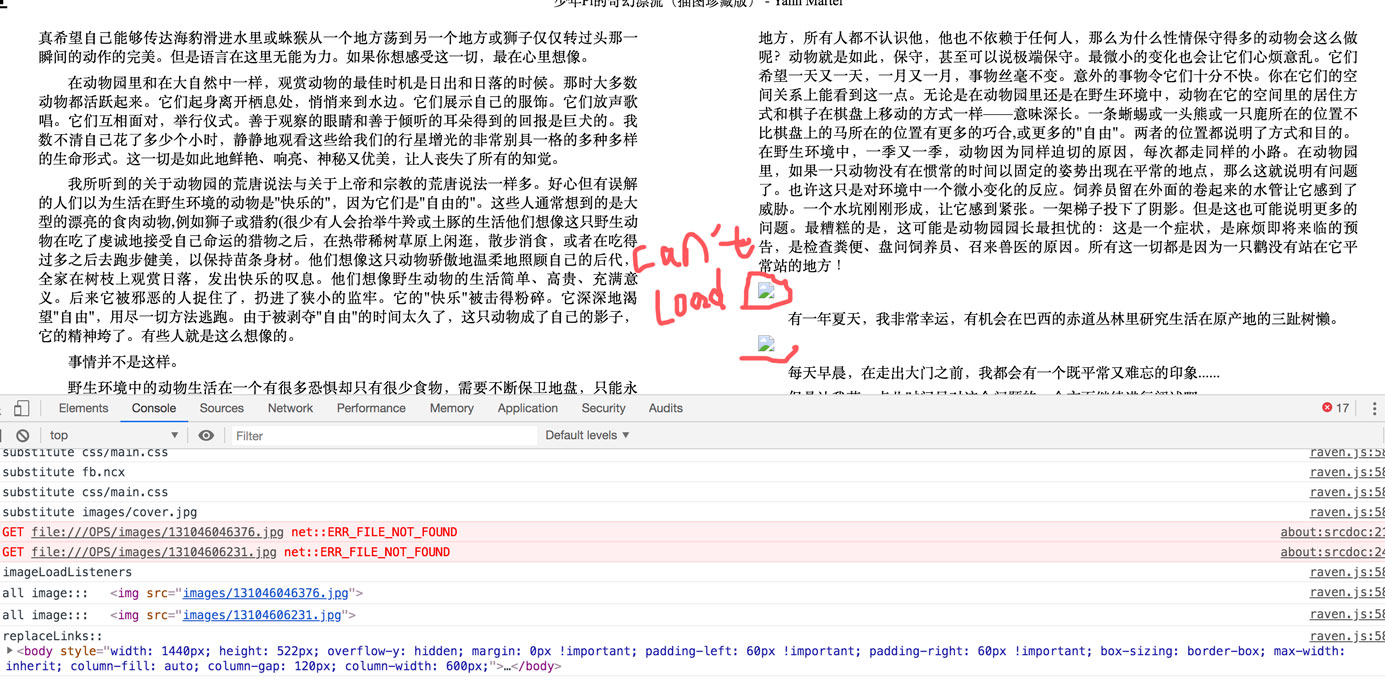 少年Pi的奇幻漂流（插图珍藏版） - Yann Martel
真希望自己能够传达海豹滑进水里或蛛猴从一个地方荡到另一个地方或狮子仅仅转过头那一
瞬间的动作的完美。但是语言在这里无能为力。如果你想感受这一切，最在心里想像。
在动物园里和在大自然中一样，观赏动物的最佳时机是日出和日落的时候。那时大多数
动物都活跃起来。它们起身离开栖息处，悄悄来到水边。它们展示自己的服饰。它们放声歌
唱。它们互相面对，举行仪式。善于观察的眼睛和善于倾听的耳朵得到的回报是巨大的。我
数不清自己花了多少个小时，静静地观看这些给我们的行星增光的非常别具一格的多种多样
的生命形式。这一切是如此地鲜艳、响亮、神秘又优美，让人丧失了所有的知觉。
我所听到的关于动物园的荒唐说法与关于上帝和宗教的荒唐说法一样多。好心但有误解
的人们以为生活在野生环境的动物是"快乐的"，因为它们是"自由的"。这些人通常想到的是大
型的漂亮的食肉动物,例如狮子或猎豹(很少有人会抬举牛羚或土豚的生活他们想像这只野生动
物在吃了虔诚地接受自己命运的猎物之后，在热带稀树草原上闲逛，散步消食，或者在吃得
过多之后去跑步健美，以保持苗条身材。他们想像这只动物骄傲地温柔地照顾自己的后代，
全家在树枝上观赏日落，发出快乐的叹息。他们想像野生动物的生活简单、高贵、充满意
义。后来它被邪恶的人捉住了，扔进了狭小的监牢。它的"快乐"被击得粉碎。它深深地渴
望"自由"，用尽一切方法逃跑。由于被剥夺"自由"的时间太久了，这只动物成了自己的影子，
它的精神垮了。有些人就是这么想像的。
事情并不是这样。
野生环境中的动物生活在一个有很多恐惧却只有很少食物，需要不断保卫地盘，只能永
地方，所有人都不认识他，他也不依赖于任何人，那么为什么性情保守得多的动物会这么做
呢？动物就是如此，保守，甚至可以说极端保守。最微小的变化也会让它们心烦意乱。它们
希望一天又一天，一月又一月，事物丝毫不变。意外的事物令它们十分不快。你在它们的空
间关系上能看到这一点。无论是在动物园里还是在野生环境中，动物在它的空间里的居住方
式和棋子在棋盘上移动的方式一样——意味深长。一条蜥蜴或一头熊或一只鹿所在的位置不
比棋盘上的马所在的位置有更多的巧合,或更多的"自由"。两者的位置都说明了方式和目的。
在野生环境中，一季又一季，动物因为同样迫切的原因，每次都走同样的小路。在动物园
里，如果一只动物没有在惯常的时间以固定的姿势出现在平常的地点，那么这就说明有问题
了。也许这只是对环境中一个微小变化的反应。饲养员留在外面的卷起来的水管让它感到了
威胁。一个水坑刚刚形成，让它感到紧张。一架梯子投下了阴影。但是这也可能说明更多的
问题。最糟糕的是，这可能是动物园园长最担忧的：这是一个症状，是麻烦即将来临的预
告，是检查粪便、盘问饲养员、召来兽医的原因。所有这一切都是因为一只鹳没有站在它平
常站的地方！
can't
Load
有一年夏天，我非常幸运，有机会在巴西的赤道丛林里研究生活在原产地的三趾树懒。
每天早晨，在走出大门之前，我都会有一个既平常又难忘的印象......
Elements Console Sources Network Performance Memory Application Security Audits 17
top Filter Default levels
substitute css/main.css raven.js:58
substitute fb.ncx raven.js:58
substitute css/main.css raven.js:58
substitute images/cover.jpg raven.js:58
GET file:///OPS/images/131046046376.jpg net::ERR_FILE_NOT_FOUND about:srcdoc:21
GET file:///OPS/images/13104606231.jpg net::ERR_FILE_NOT_FOUND about:srcdoc:24
imageLoadListeners raven.js:58
all image::: <img src="images/131046046376.jpg"> raven.js:58
all image::: <img src="images/13104606231.jpg"> raven.js:58
replaceLinks:: raven.js:58
<body style="width: 1440px; height: 522px; overflow-y: hidden; margin: 0px !important; padding-left: 60px !important; padding-right: 60px !important; box-sizing: border-box; max-width:
inherit; column-fill: auto; column-gap: 120px; column-width: 600px;">…</body>